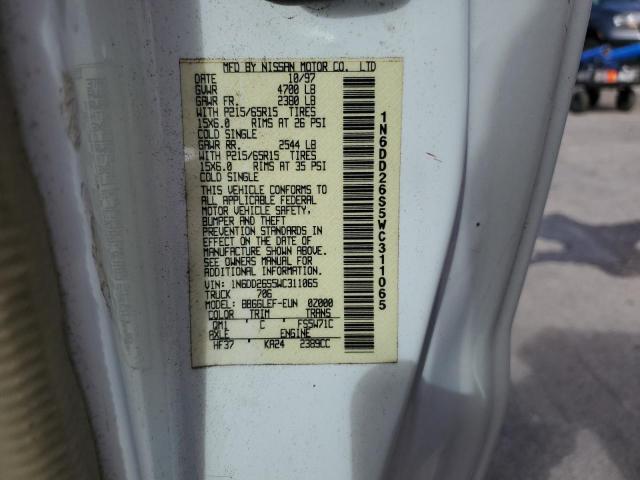 MFD BY NISSAN MOTOR CO. LTD
DATE 10/97
GVWR 4700 LB
GAWR FR. 2380 LB
WITH P215/65R15 TIRES
15X6.0 RIMS AT 26 PSI
COLD SINGLE
GAWR RR. 2544 LB
WITH P215/65R15 TIRES
15X6.0 RIMS AT 35 PSI
COLD SINGLE
THIS VEHICLE CONFORMS TO
ALL APPLICABLE FEDERAL
MOTOR VEHICLE SAFETY,
BUMPER AND THEFT
PREVENTION STANDARDS IN
EFFECT ON THE DATE OF
MANUFACTURE SHOWN ABOVE.
SEE OWNERS MANUAL FOR
ADDITIONAL INFORMATION
VIN: 1N6DD26S5WC311065
TRUCK 706
MODEL: BBGGLEF-EUN 02000
COLOR TRIM TRANS
QM1 C FS5W71C
AXLE ENGINE
HF37 KA24 2389CC
1N6DD26S5WC311065